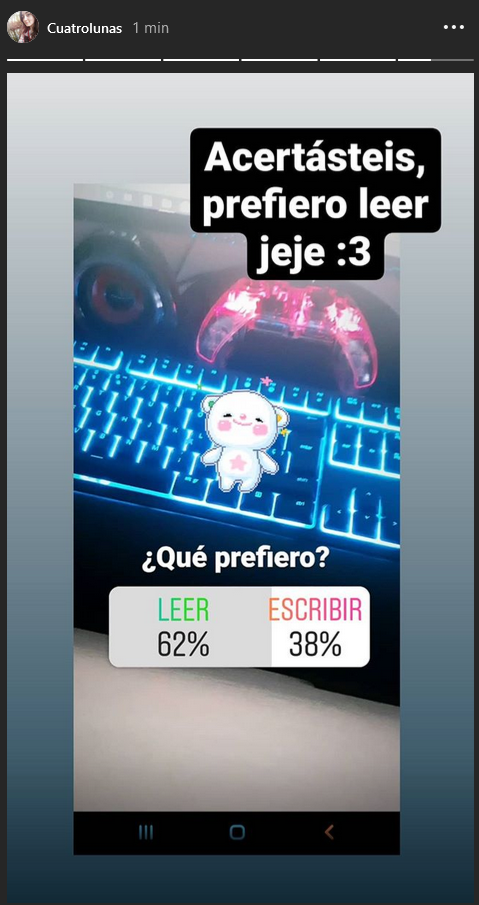 Cuatrolunas 1 min
Acertásteis,
prefiero leer
jeje :3
¿Qué prefiero?
LEER ESCRIBIR
62% 38%